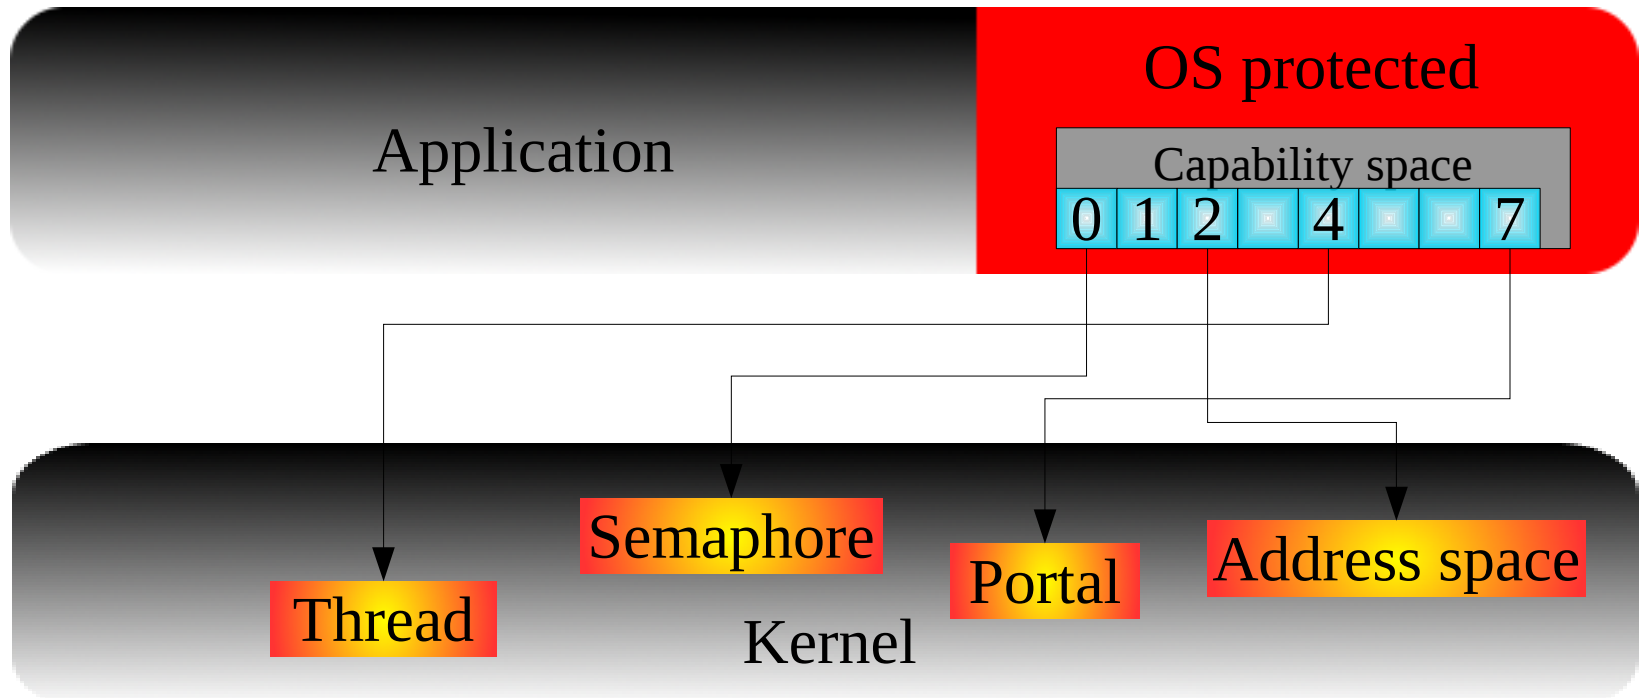 OS protected
Application
Capability space
0 1 2 4 7
Semaphore
Address space
Portal
Thread
Kernel